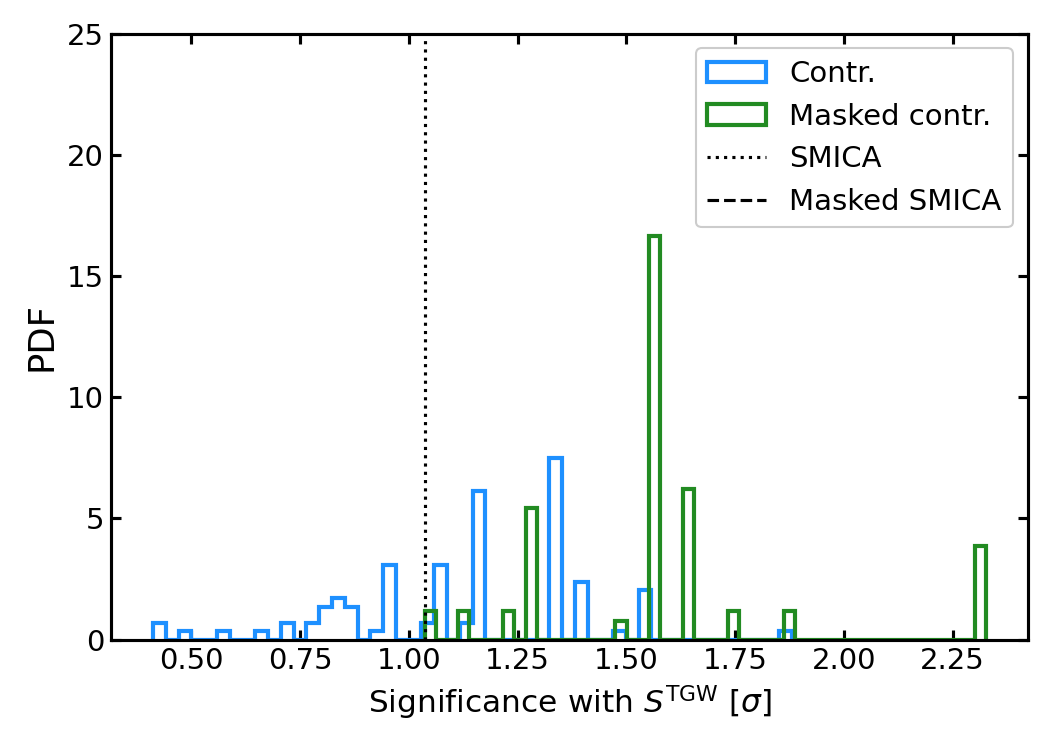 25
20
15
10
5
0
PDF
Contr.
Masked contr.
SMICA
Masked SMICA
0.50 0.75 1.00 1.25 1.50 1.75 2.00 2.25
Significance with S^TGW [σ]